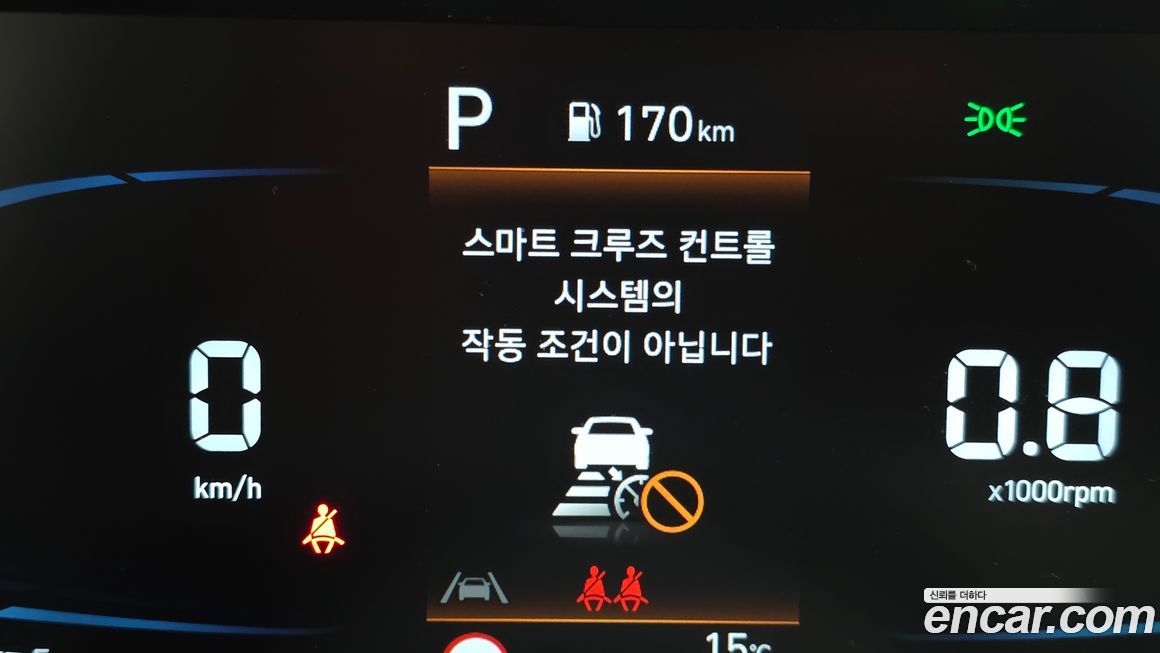 P
170km
스마트 크루즈 컨트롤
시스템의
작동 조건이 아닙니다
0
0.8
km/h
x1000rpm
15°C
신뢰를 더하다
encar.com